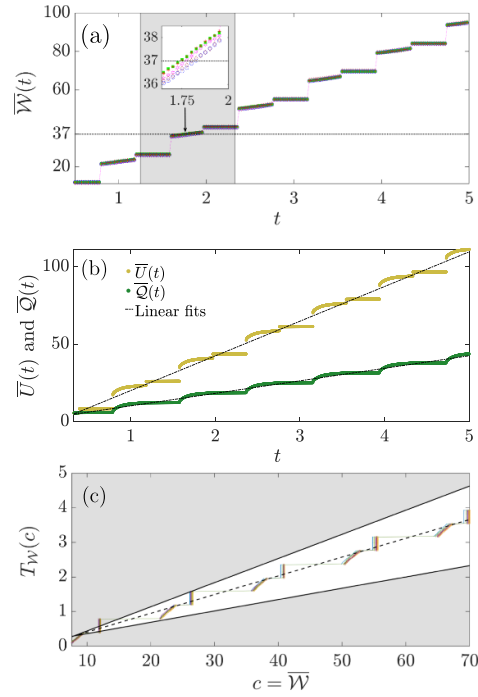 (a)
100
90
60
37
20
𝒲̅(t)
38
37
36
1.75
2
1 2 3 4 5
t
(b)
100
50
0
U̅(t) and 𝒬̅(t)
U̅(t)
𝒬̅(t)
Linear fits
1 2 3 4 5
t
(c)
5
4
3
2
1
0
T_𝒲(c)
10 20 30 40 50 60 70
c = 𝒲̅